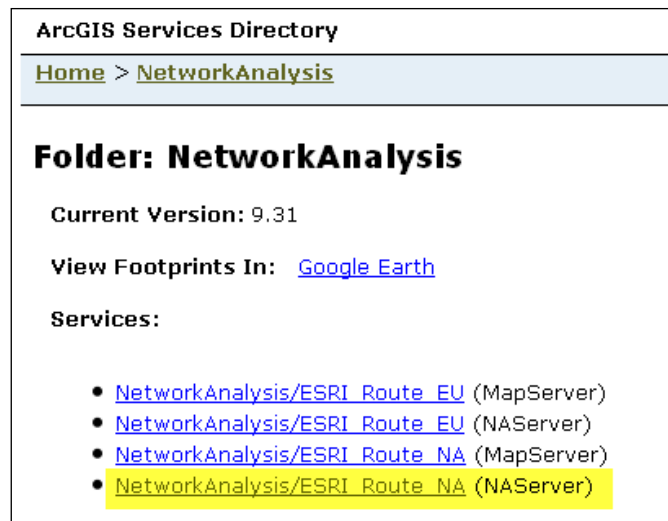 ArcGIS Services Directory
Home > NetworkAnalysis
Folder: NetworkAnalysis
Current Version: 9.31
View Footprints In: Google Earth
Services:
• NetworkAnalysis/ESRI_Route_EU (MapServer)
• NetworkAnalysis/ESRI_Route_EU (NAServer)
• NetworkAnalysis/ESRI_Route_NA (MapServer)
• NetworkAnalysis/ESRI_Route_NA (NAServer)